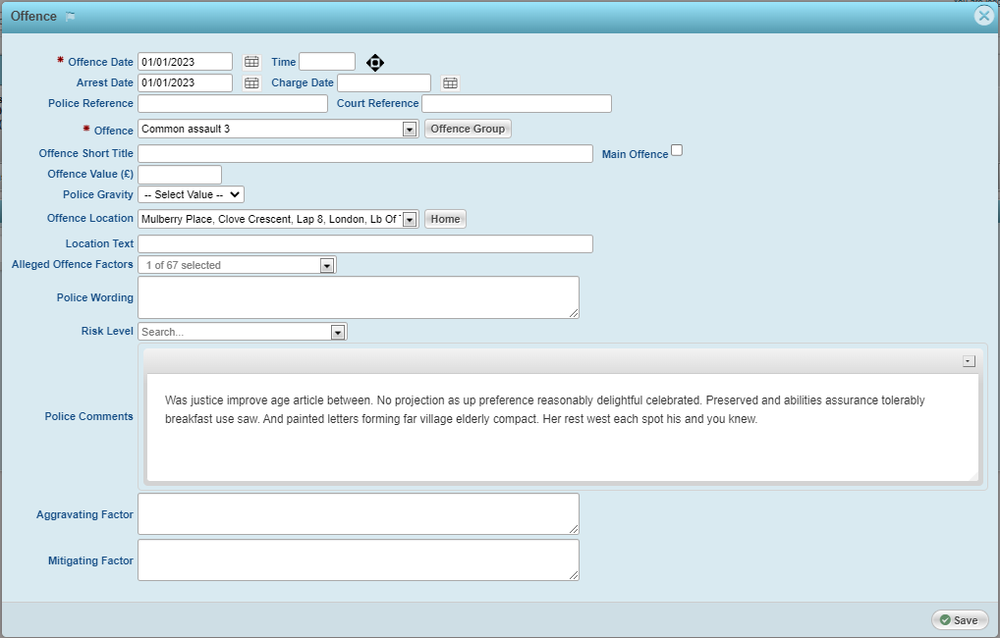 Offence
* Offence Date 01/01/2023 Time
Arrest Date 01/01/2023 Charge Date
Police Reference Court Reference
* Offence Common assault 3 Offence Group
Offence Short Title Main Offence
Offence Value (£)
Police Gravity -- Select Value --
Offence Location Mulberry Place, Clove Crescent, Lap 8, London, Lb Of Home
Location Text
Alleged Offence Factors 1 of 67 selected
Police Wording
Risk Level Search...
Police Comments
Was justice improve age article between. No projection as up preference reasonably delightful celebrated. Preserved and abilities assurance tolerably
breakfast use saw. And painted letters forming far village elderly compact. Her rest west each spot his and you knew.
Aggravating Factor
Mitigating Factor
Save